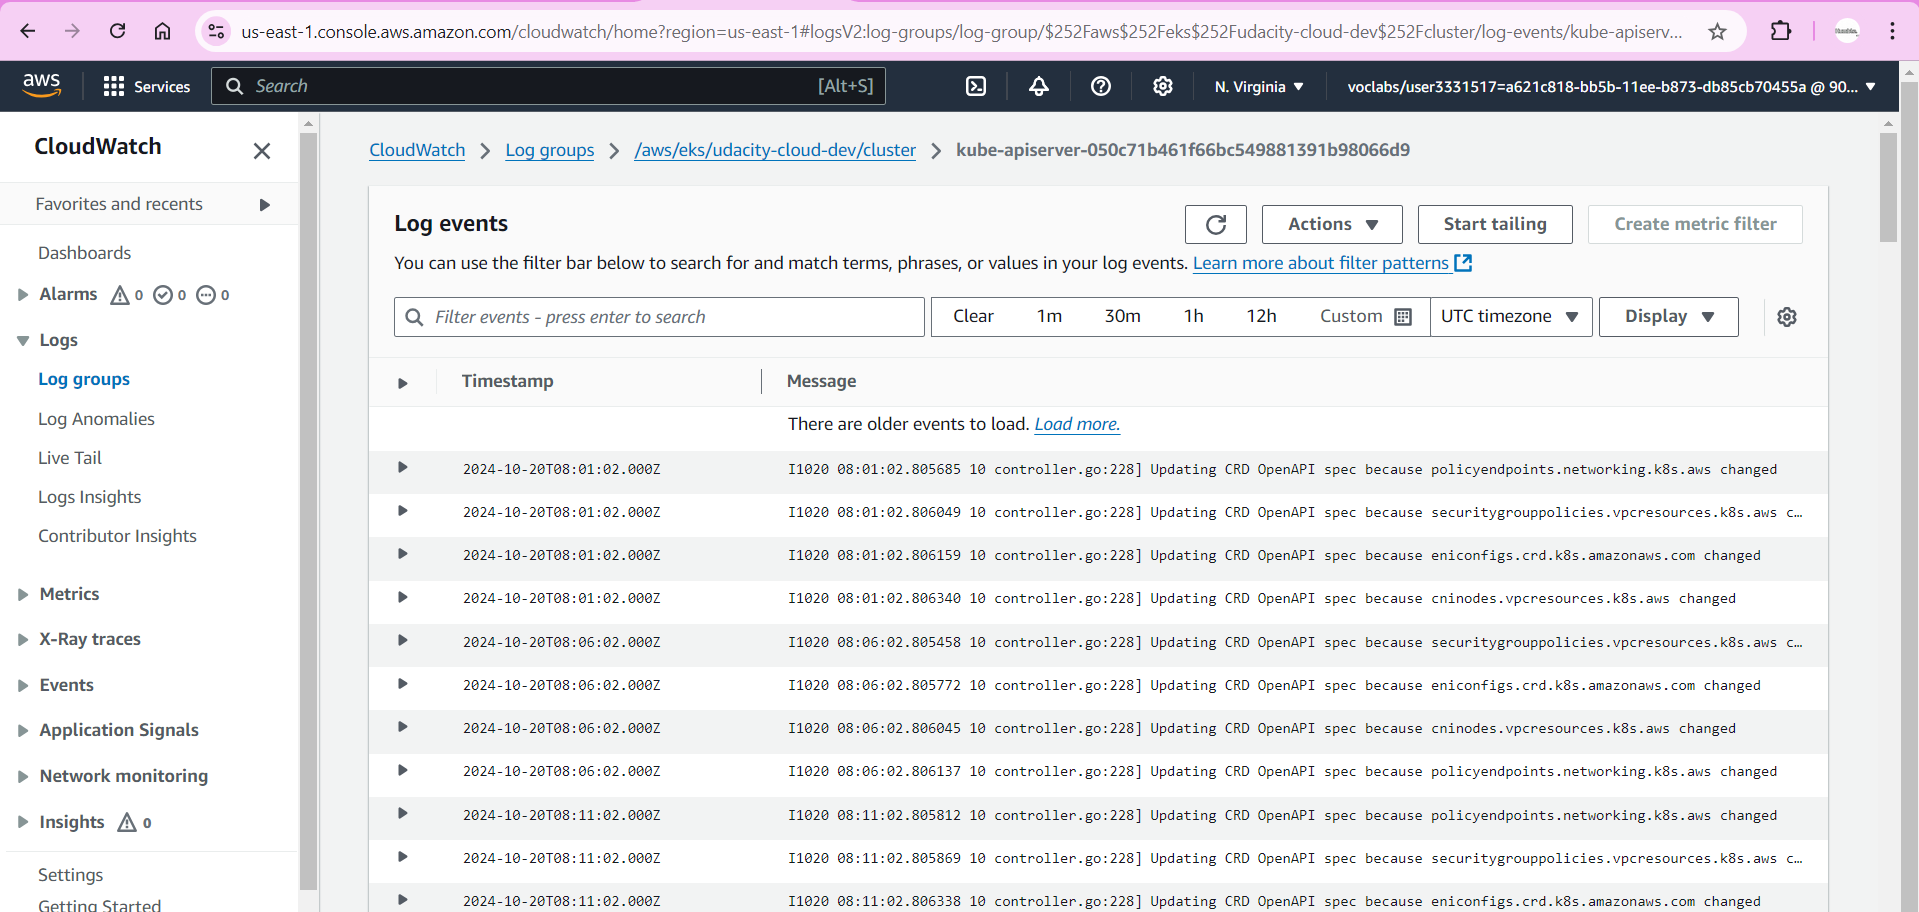 us-east-1.console.aws.amazon.com/cloudwatch/home?region=us-east-1#logsV2:log-groups/log-group/$252Faws$252Feks$252Fudacity-cloud-dev$252Fcluster/log-events/kube-apiserv...
aws Services Search [Alt+S] N. Virginia voclabs/user3331517=a621c818-bb5b-11ee-b873-db85cb70455a @ 90...
CloudWatch
Favorites and recents
Dashboards
Alarms 0 0 0
Logs
Log groups
Log Anomalies
Live Tail
Logs Insights
Contributor Insights
Metrics
X-Ray traces
Events
Application Signals
Network monitoring
Insights 0
Settings
Getting Started
CloudWatch Log groups /aws/eks/udacity-cloud-dev/cluster kube-apiserver-050c71b461f66bc549881391b98066d9
Log events
Actions Start tailing Create metric filter
You can use the filter bar below to search for and match terms, phrases, or values in your log events. Learn more about filter patterns
Filter events - press enter to search Clear 1m 30m 1h 12h Custom UTC timezone Display
Timestamp Message
There are older events to load. Load more.
2024-10-20T08:01:02.000Z I1020 08:01:02.805685 10 controller.go:228] Updating CRD OpenAPI spec because policyendpoints.networking.k8s.aws changed
2024-10-20T08:01:02.000Z I1020 08:01:02.806049 10 controller.go:228] Updating CRD OpenAPI spec because securitygrouppolicies.vpcresources.k8s.aws c…
2024-10-20T08:01:02.000Z I1020 08:01:02.806159 10 controller.go:228] Updating CRD OpenAPI spec because eniconfigs.crd.k8s.amazonaws.com changed
2024-10-20T08:01:02.000Z I1020 08:01:02.806340 10 controller.go:228] Updating CRD OpenAPI spec because cninodes.vpcresources.k8s.aws changed
2024-10-20T08:06:02.000Z I1020 08:06:02.805458 10 controller.go:228] Updating CRD OpenAPI spec because securitygrouppolicies.vpcresources.k8s.aws c…
2024-10-20T08:06:02.000Z I1020 08:06:02.805772 10 controller.go:228] Updating CRD OpenAPI spec because eniconfigs.crd.k8s.amazonaws.com changed
2024-10-20T08:06:02.000Z I1020 08:06:02.806045 10 controller.go:228] Updating CRD OpenAPI spec because cninodes.vpcresources.k8s.aws changed
2024-10-20T08:06:02.000Z I1020 08:06:02.806137 10 controller.go:228] Updating CRD OpenAPI spec because policyendpoints.networking.k8s.aws changed
2024-10-20T08:11:02.000Z I1020 08:11:02.805812 10 controller.go:228] Updating CRD OpenAPI spec because policyendpoints.networking.k8s.aws changed
2024-10-20T08:11:02.000Z I1020 08:11:02.805869 10 controller.go:228] Updating CRD OpenAPI spec because securitygrouppolicies.vpcresources.k8s.aws c…
2024-10-20T08:11:02.000Z I1020 08:11:02.806338 10 controller.go:228] Updating CRD OpenAPI spec because eniconfigs.crd.k8s.amazonaws.com changed